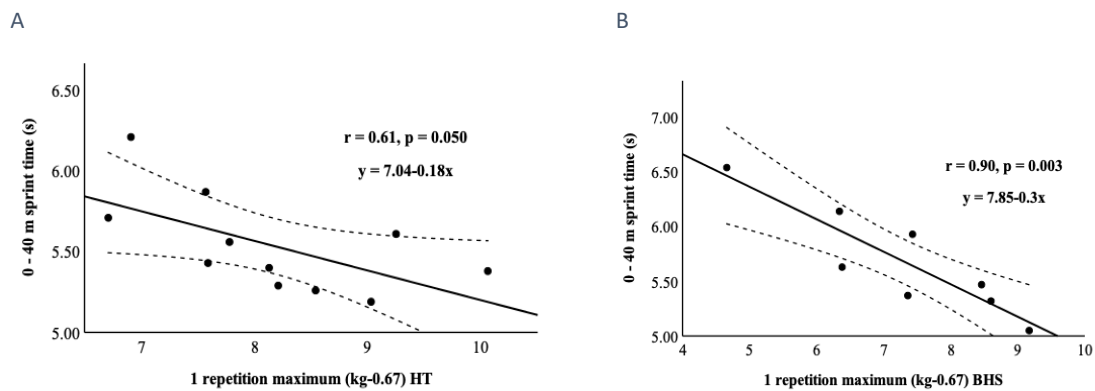 A
6.50
6.00
5.50
5.00
0 - 40 m sprint time (s)
r = 0.61, p = 0.050
y = 7.04-0.18x
7 8 9 10
1 repetition maximum (kg-0.67) HT
B
7.00
6.50
6.00
5.50
5.00
0 - 40 m sprint time (s)
r = 0.90, p = 0.003
y = 7.85-0.3x
4 5 6 7 8 9 10
1 repetition maximum (kg-0.67) BHS